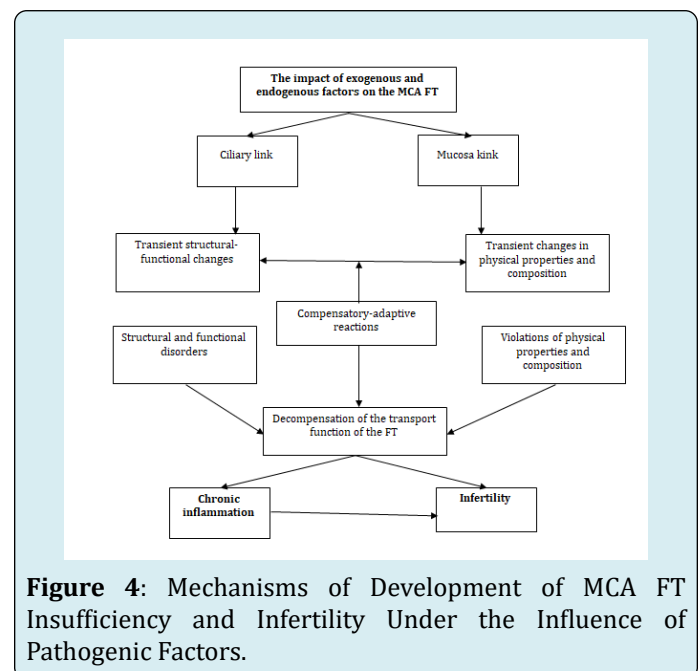 The impact of exogenous and
endogenous factors on the MCA FT
Ciliary link
Mucosa kink
Transient structural-
functional changes
Transient changes in
physical properties and
composition
Compensatory-adaptive
reactions
Structural and functional
disorders
Violations of physical
properties and
composition
Decompensation of the transport
function of the FT
Chronic
inflammation
Infertility
Figure 4: Mechanisms of Development of MCA FT
Insufficiency and Infertility Under the Influence of
Pathogenic Factors.